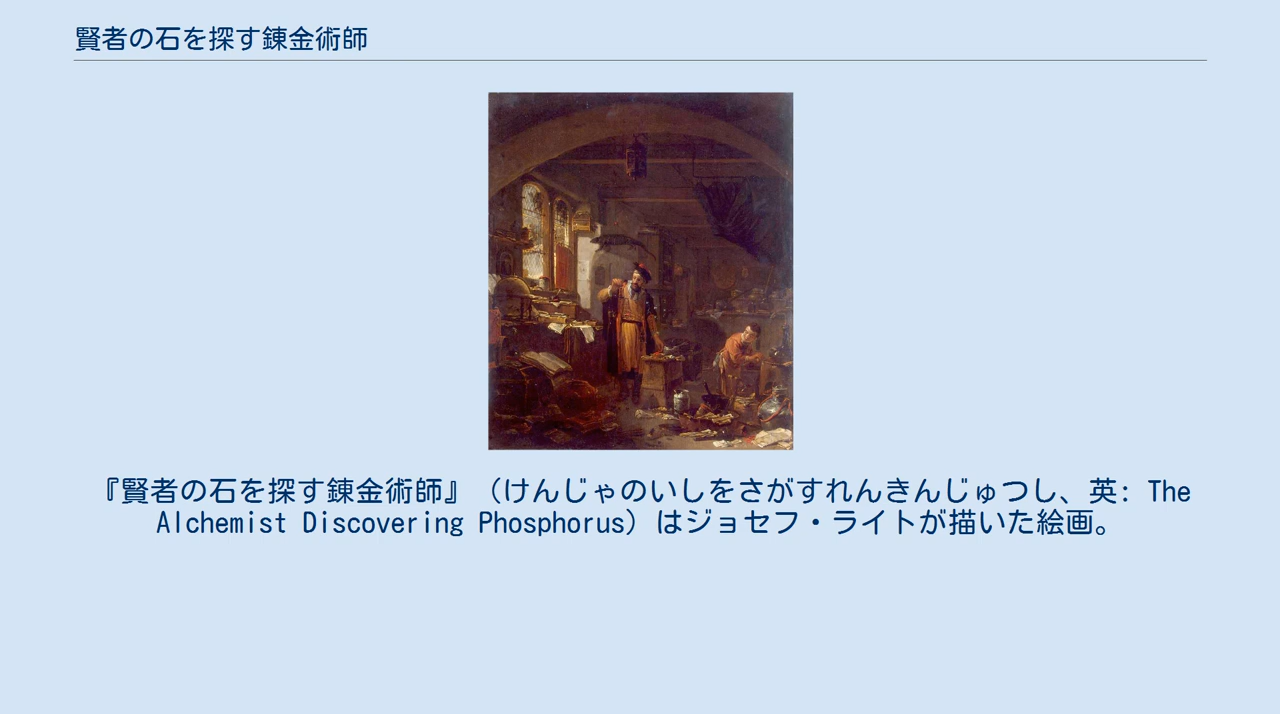 賢者の石を探す錬金術師
『賢者の石を探す錬金術師』（けんじゃのいしをさがすれんきんじゅつし、英: The
Alchemist Discovering Phosphorus）はジョセフ・ライトが描いた絵画。